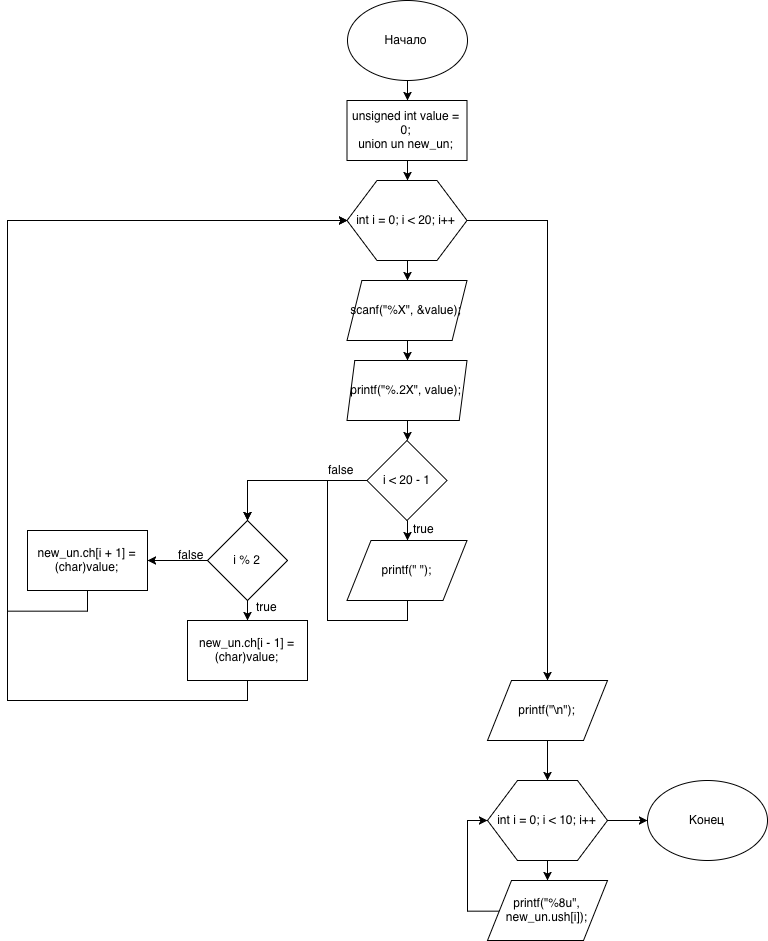 Начало
unsigned int value =
0;
union un new_un;
int i = 0; i < 20; i++
scanf("%X", &value);
printf("%.2X", value);
i < 20 - 1
false
true
printf(" ");
i % 2
false
true
new_un.ch[i + 1] =
(char)value;
new_un.ch[i - 1] =
(char)value;
printf("\n");
int i = 0; i < 10; i++
Конец
printf("%8u",
new_un.ush[i]);